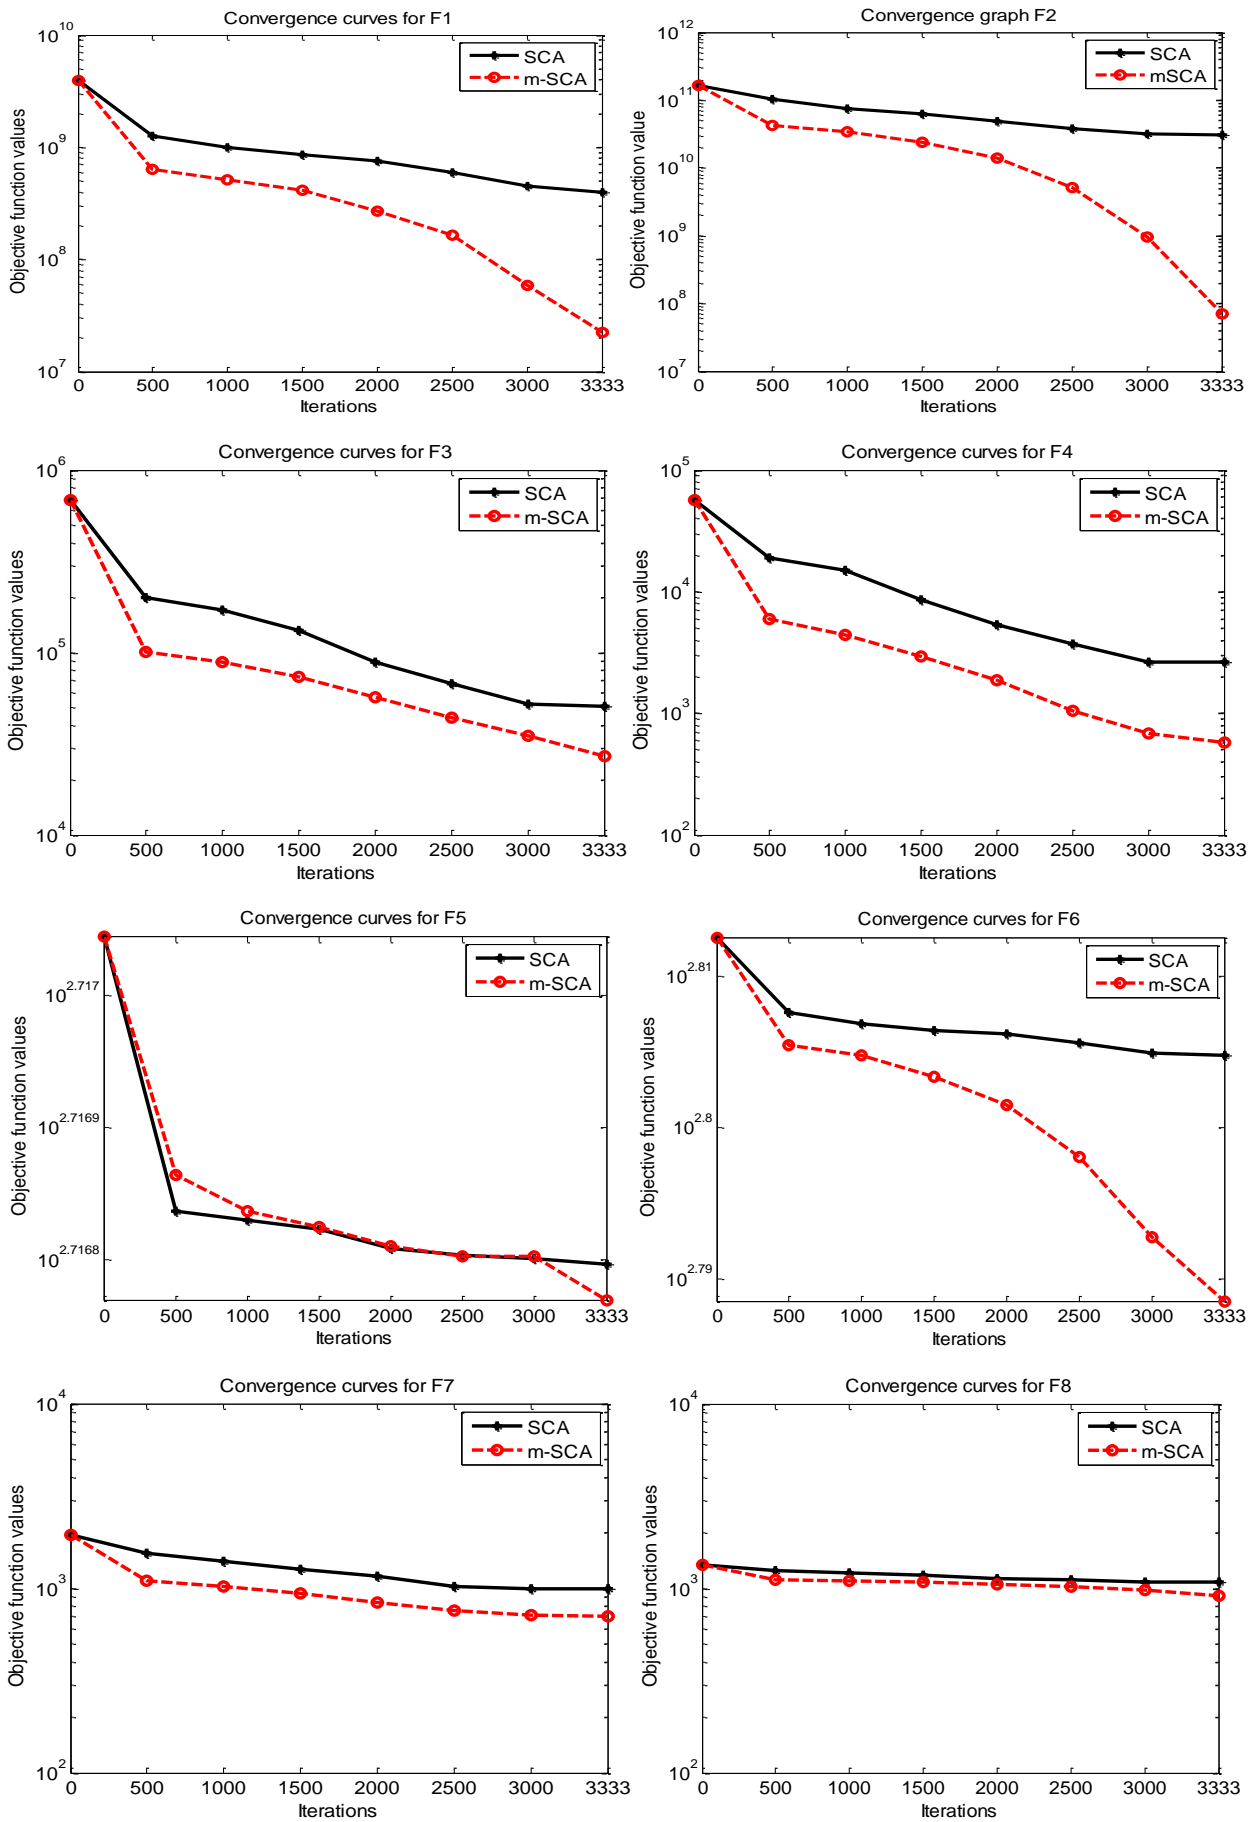 Convergence curves for F1
10^10
10^9
10^8
10^7
Objective function values
SCA
m-SCA
0 500 1000 1500 2000 2500 3000 3333
Iterations
Convergence graph F2
10^12
10^11
10^10
10^9
10^8
10^7
Objective function value
SCA
mSCA
0 500 1000 1500 2000 2500 3000 3333
Iterations
Convergence curves for F3
10^6
10^5
10^4
Objective function values
SCA
m-SCA
0 500 1000 1500 2000 2500 3000 3333
Iterations
Convergence curves for F4
10^5
10^4
10^3
10^2
Objective function values
SCA
m-SCA
0 500 1000 1500 2000 2500 3000 3333
Iterations
Convergence curves for F5
10^2.717
10^2.7169
10^2.7168
Objective function values
SCA
m-SCA
0 500 1000 1500 2000 2500 3000 3333
Iterations
Convergence curves for F6
10^2.81
10^2.8
10^2.79
Objective function values
SCA
m-SCA
0 500 1000 1500 2000 2500 3000 3333
Iterations
Convergence curves for F7
10^4
10^3
10^2
Objective function values
SCA
m-SCA
0 500 1000 1500 2000 2500 3000 3333
Iterations
Convergence curves for F8
10^4
10^3
10^2
Objective function values
SCA
m-SCA
0 500 1000 1500 2000 2500 3000 3333
Iterations